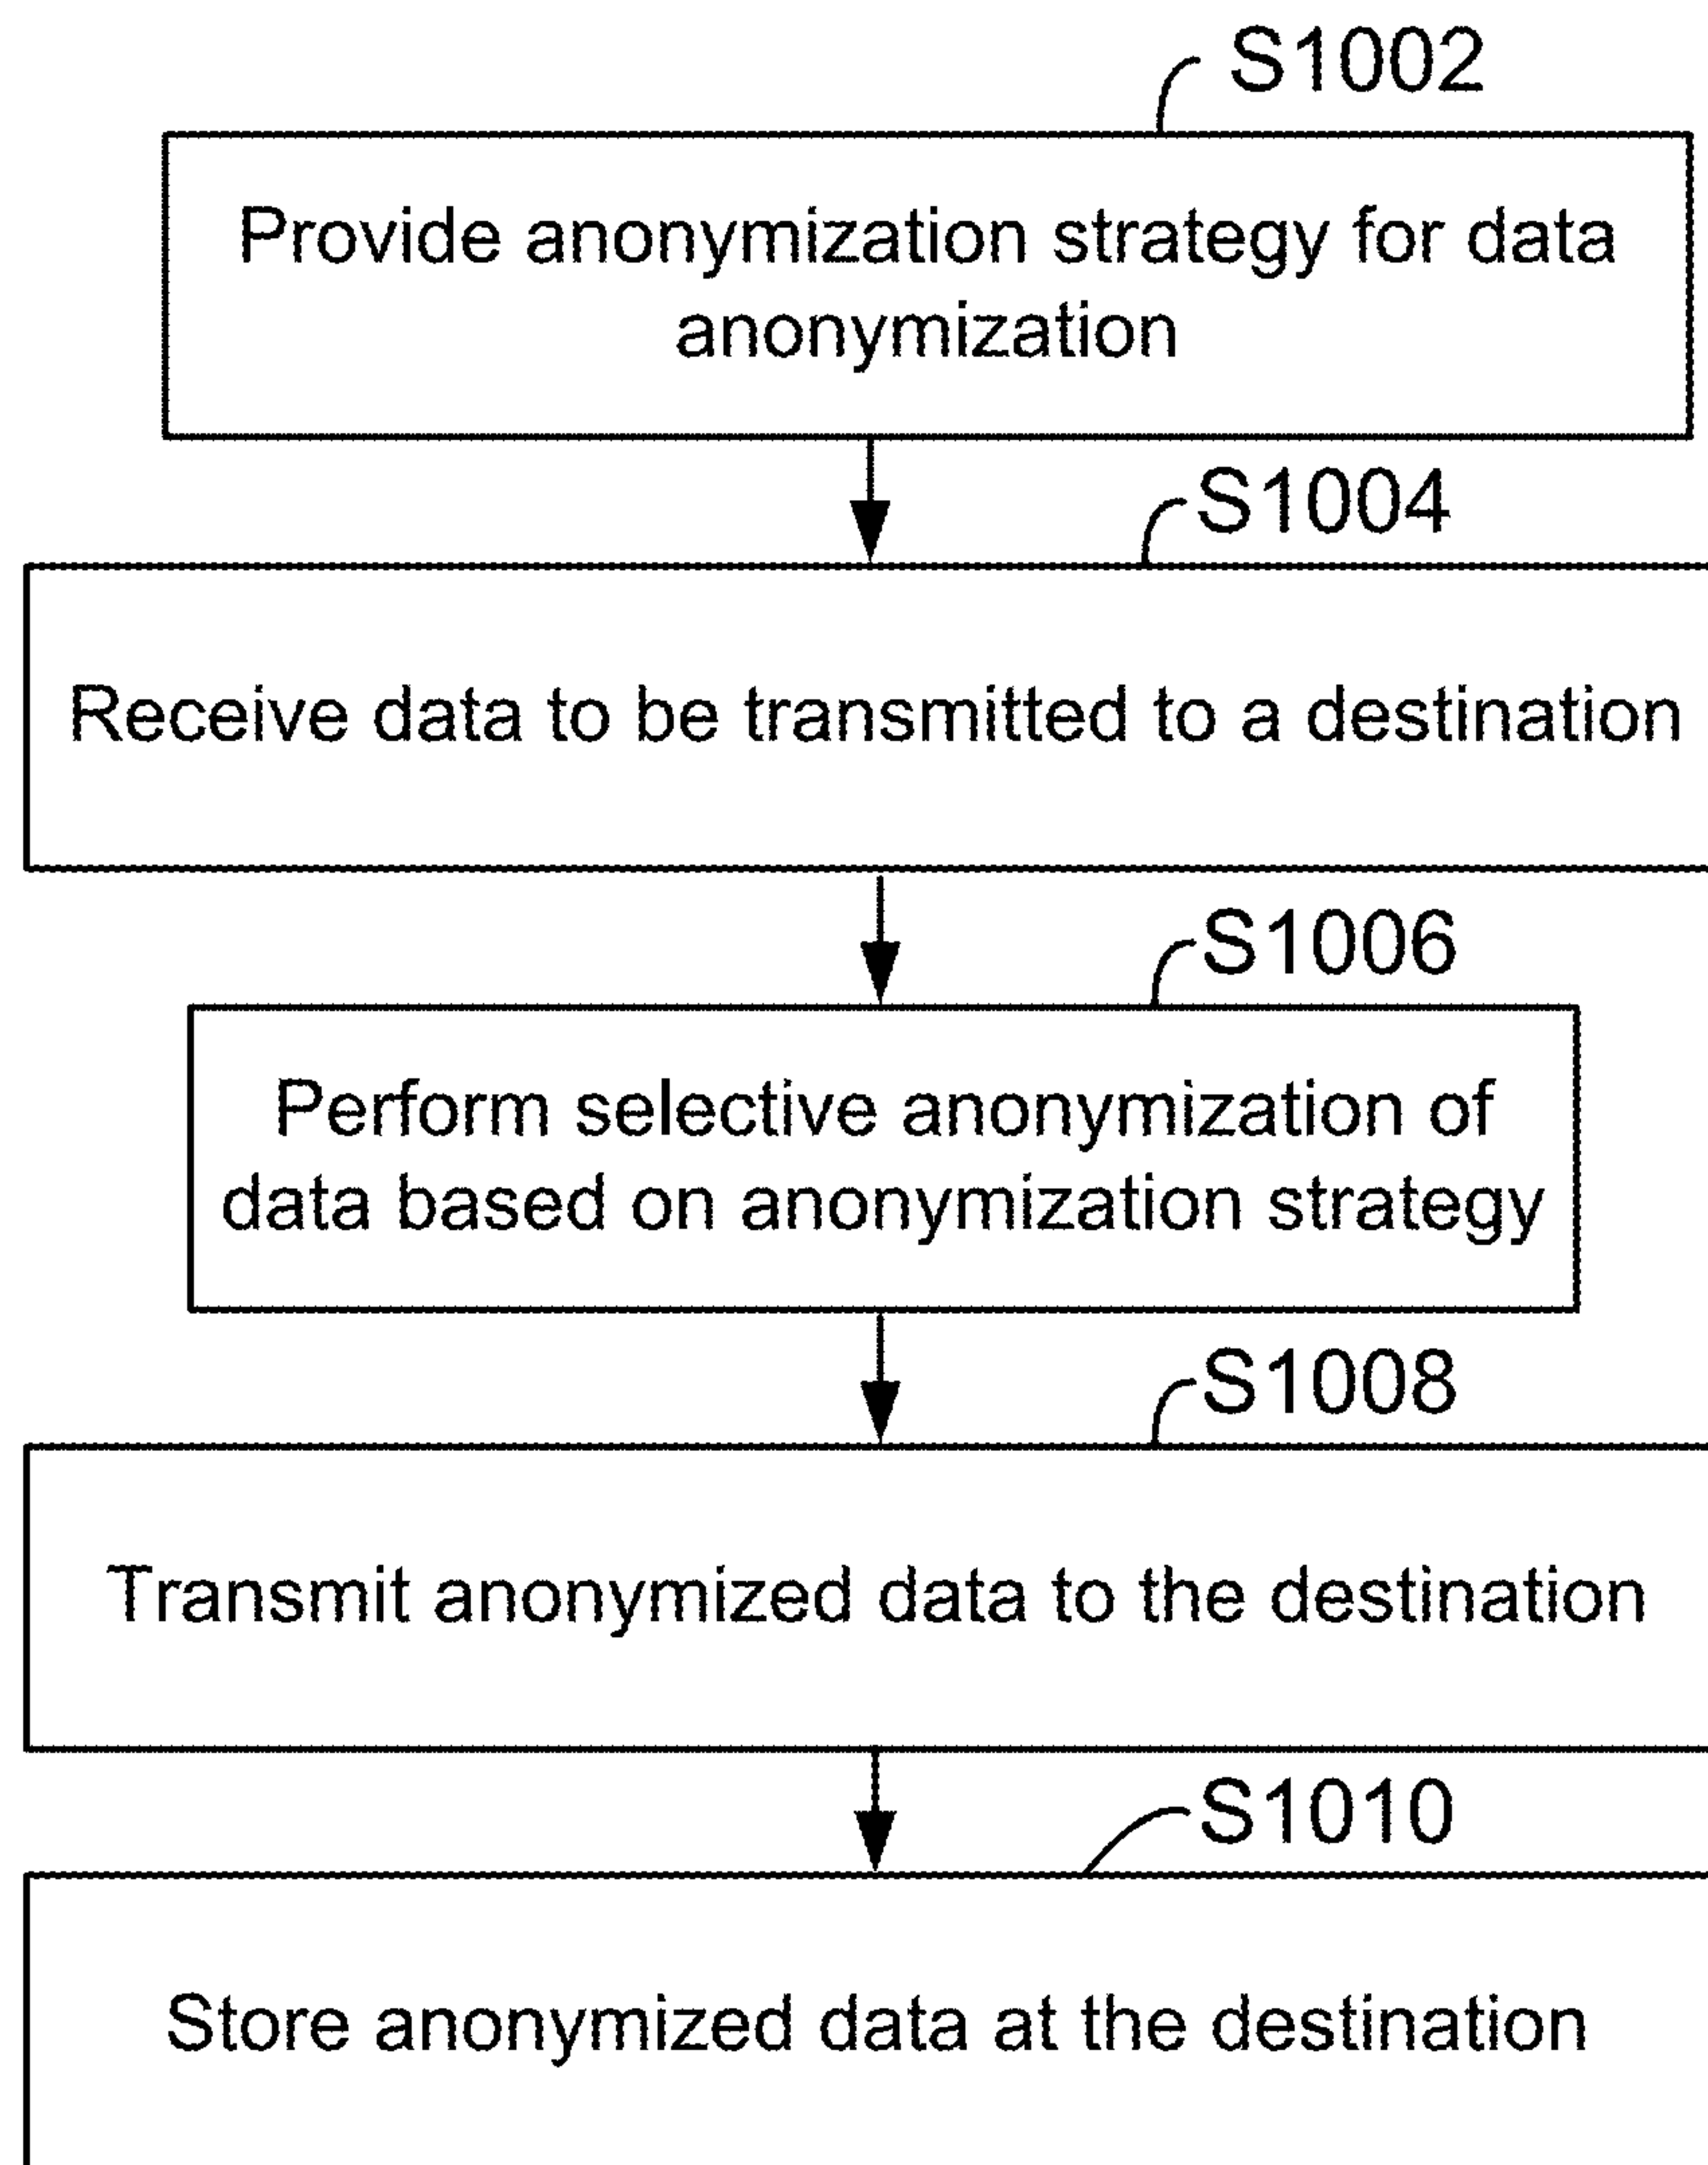 S1002
Provide anonymization strategy for data
anonymization
S1004
Receive data to be transmitted to a destination
S1006
Perform selective anonymization of
data based on anonymization strategy
S1008
Transmit anonymized data to the destination
S1010
Store anonymized data at the destination